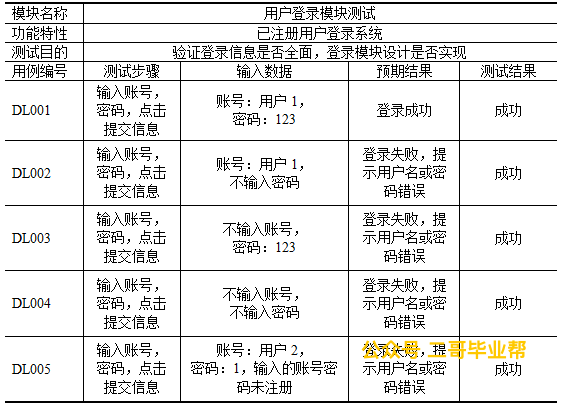 模块名称 用户登录模块测试
功能特性 已注册用户登录系统
测试目的 验证登录信息是否全面，登录模块设计是否实现
用例编号 测试步骤 输入数据 预期结果 测试结果
DL001
输入账号，
密码，点击
提交信息
账号：用户 1，
密码：123
登录成功
成功
DL002
输入账号，
密码，点击
提交信息
账号：用户 1，
不输入密码
登录失败，提
示用户名或密
码错误
成功
DL003
输入账号，
密码，点击
提交信息
不输入账号，
密码：123
登录失败，提
示用户名或密
码错误
成功
DL004
输入账号，
密码，点击
提交信息
不输入账号，
不输入密码
登录失败，提
示用户名或密
码错误
成功
DL005
输入账号，
密码，点击
提交信息
账号：用户 2，
密码：1，输入的账号密
码未注册
登录失败，提
示用户名或密
码错误
成功
公众号 二哥毕业帮